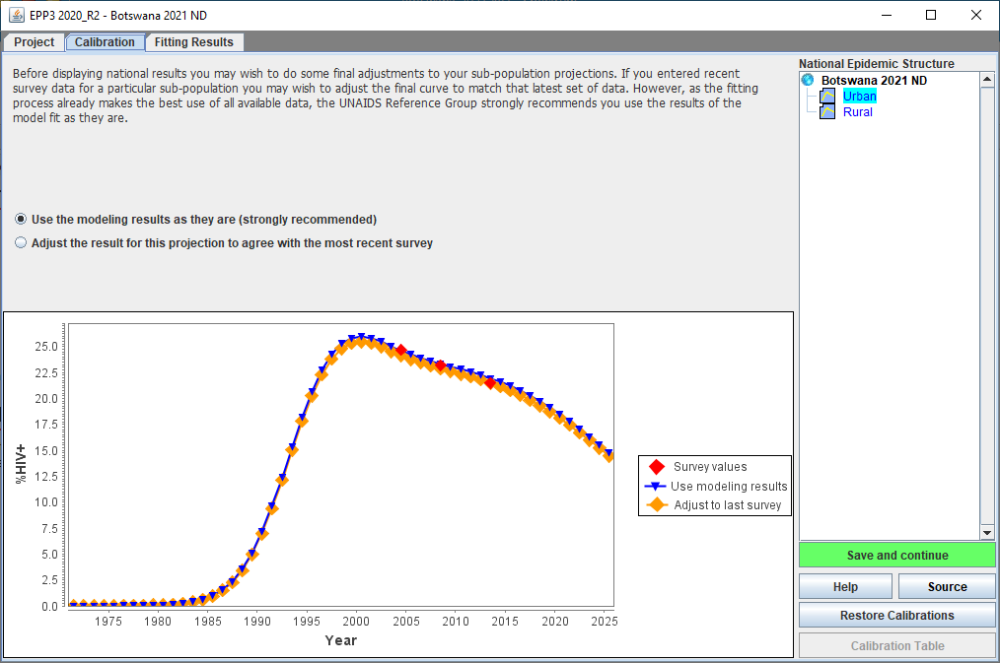 EPP3 2020_R2 - Botswana 2021 ND
Project
Calibration
Fitting Results
Before displaying national results you may wish to do some final adjustments to your sub-population projections. If you entered recent
survey data for a particular sub-population you may wish to adjust the final curve to match that latest set of data. However, as the fitting
process already makes the best use of all available data, the UNAIDS Reference Group strongly recommends you use the results of the
model fit as they are.
Use the modeling results as they are (strongly recommended)
Adjust the result for this projection to agree with the most recent survey
25.0
22.5
20.0
17.5
15.0
12.5
10.0
7.5
5.0
2.5
0.0
%HIV+
1975
1980
1985
1990
1995
2000
2005
2010
2015
2020
2025
Year
Survey values
Use modeling results
Adjust to last survey
National Epidemic Structure
Botswana 2021 ND
Urban
Rural
Save and continue
Help
Source
Restore Calibrations
Calibration Table